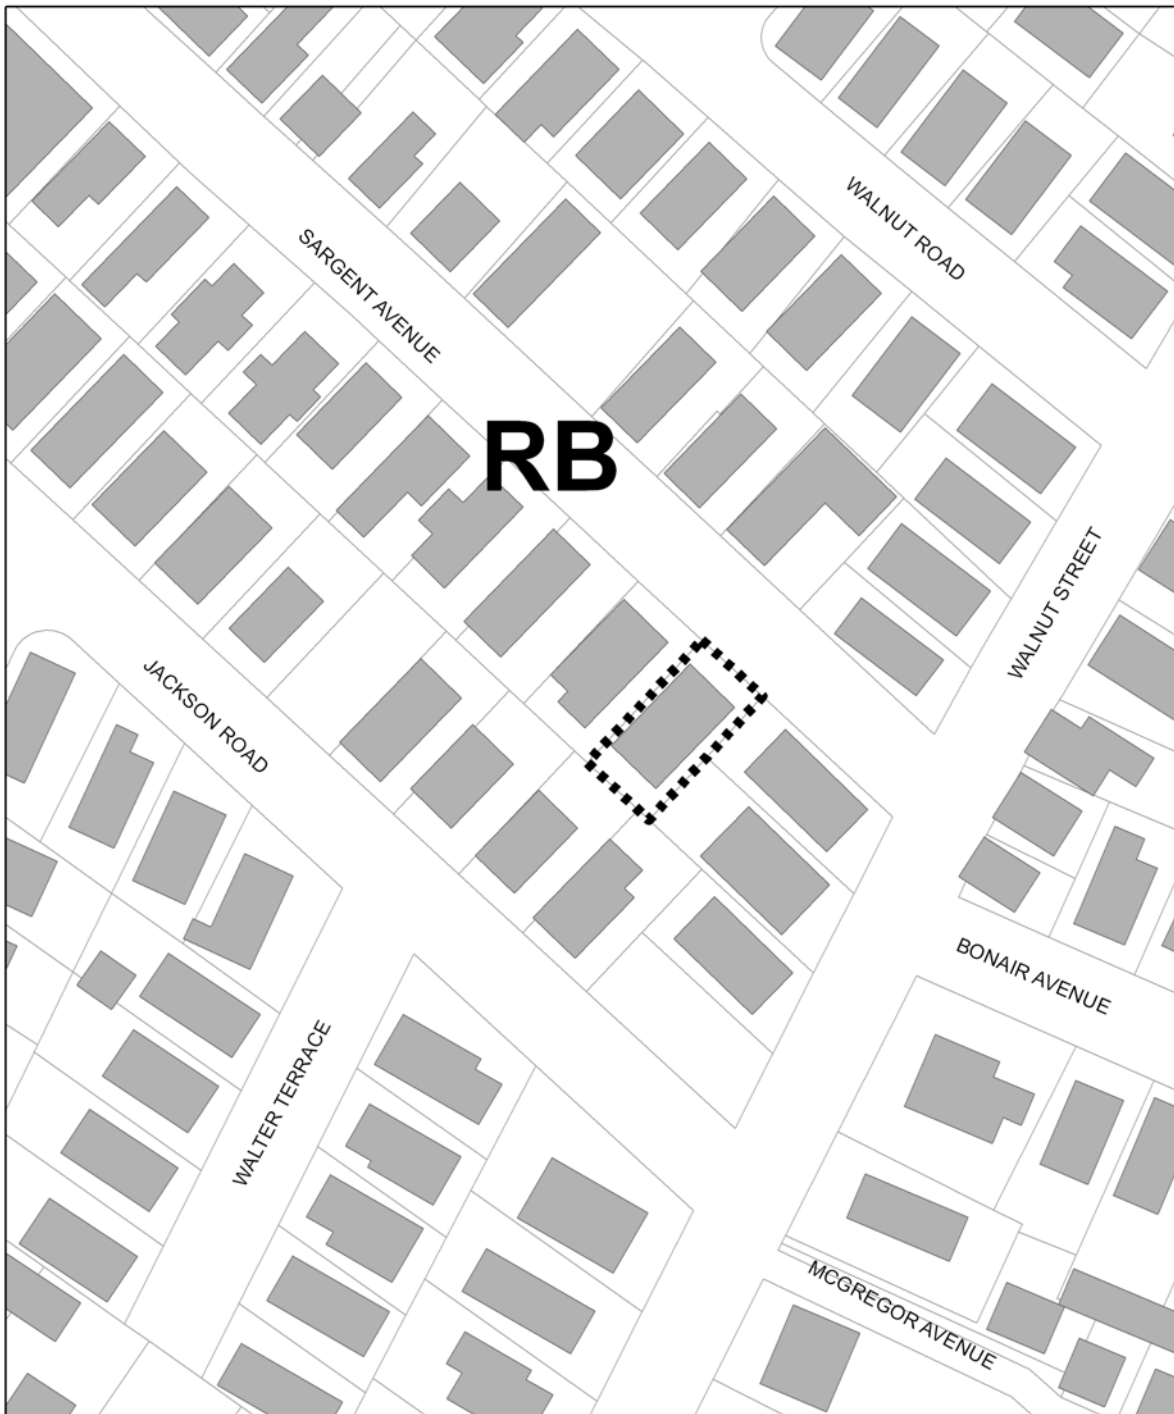 WALNUT ROAD
SARGENT AVENUE
RB
WALNUT STREET
JACKSON ROAD
BONAIR AVENUE
WALTER TERRACE
MCGREGOR AVENUE